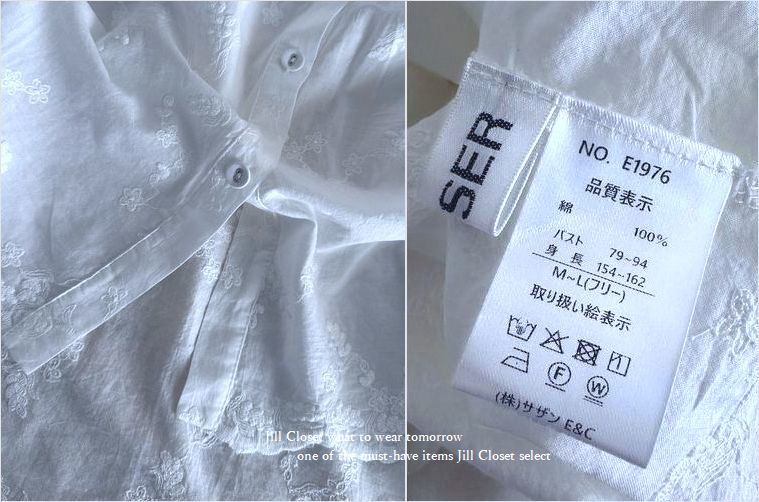 SER
NO. E1976
品質表示
綿
100%
バスト 79~94
身長 154~162
M~L(フリー)
取り扱い絵表示
F W
(株)サザン E&C
Jill Closet what to wear tomorrow
one of the must-have items Jill Closet select